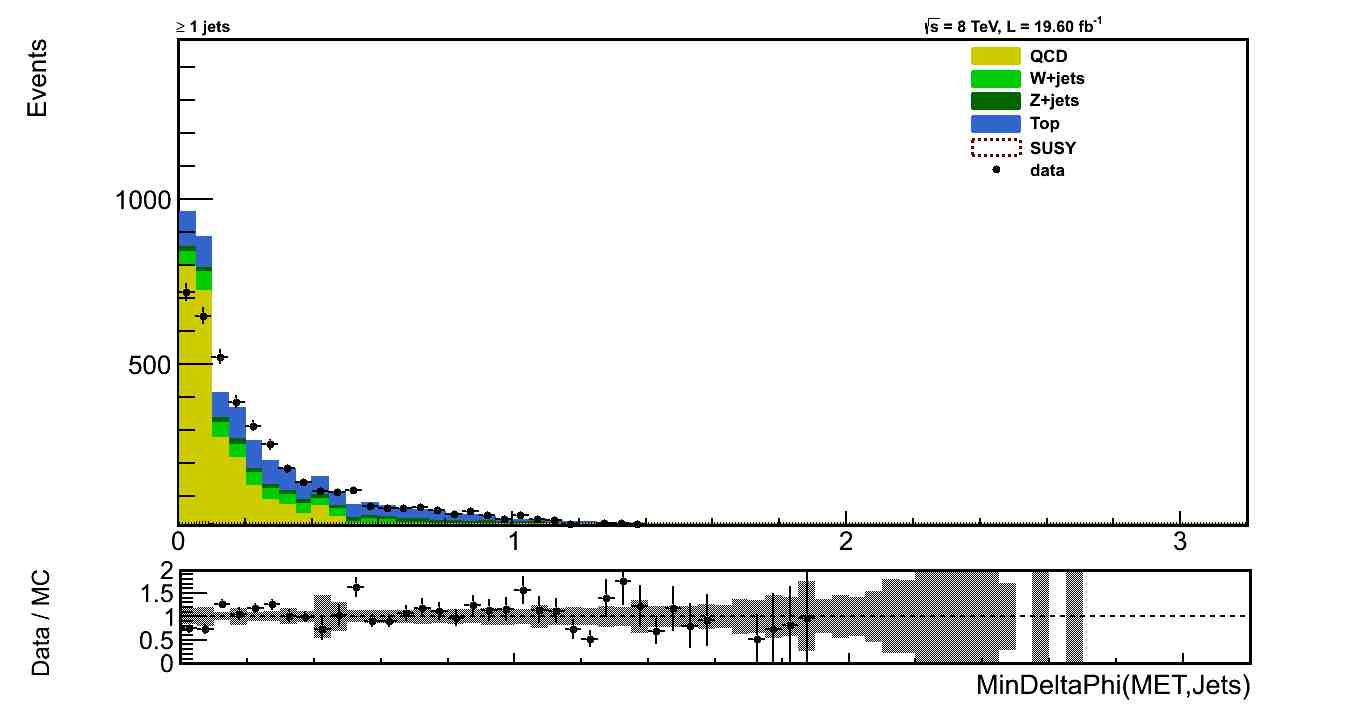 ≥ 1 jets
√s = 8 TeV, L = 19.60 fb⁻¹
Events
QCD
W+jets
Z+jets
Top
SUSY
data
1000
500
0 1 2 3
Data / MC
2
1.5
1
0.5
0
MinDeltaPhi(MET,Jets)